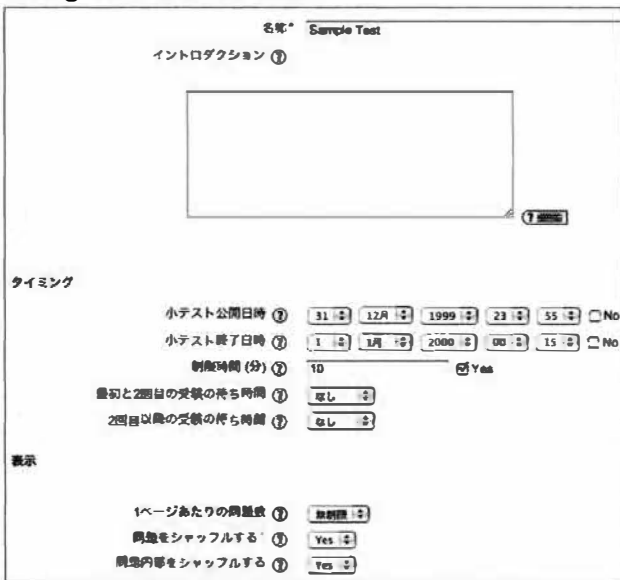 名称* Sample Test
イントロダクション ?
?
タイミング
小テスト公開日時 ? 31 12月 1999 23 55 No
小テスト終了日時 ? 1 1月 2000 00 15 No
制限時間 (分) ? 10 Yes
最初と2回目の受験の待ち時間 ? なし
2回目以降の受験の待ち時間 ? なし
表示
1ページあたりの問題数 ? 無制限
問題をシャッフルする ? Yes
問題内部をシャッフルする ? Yes